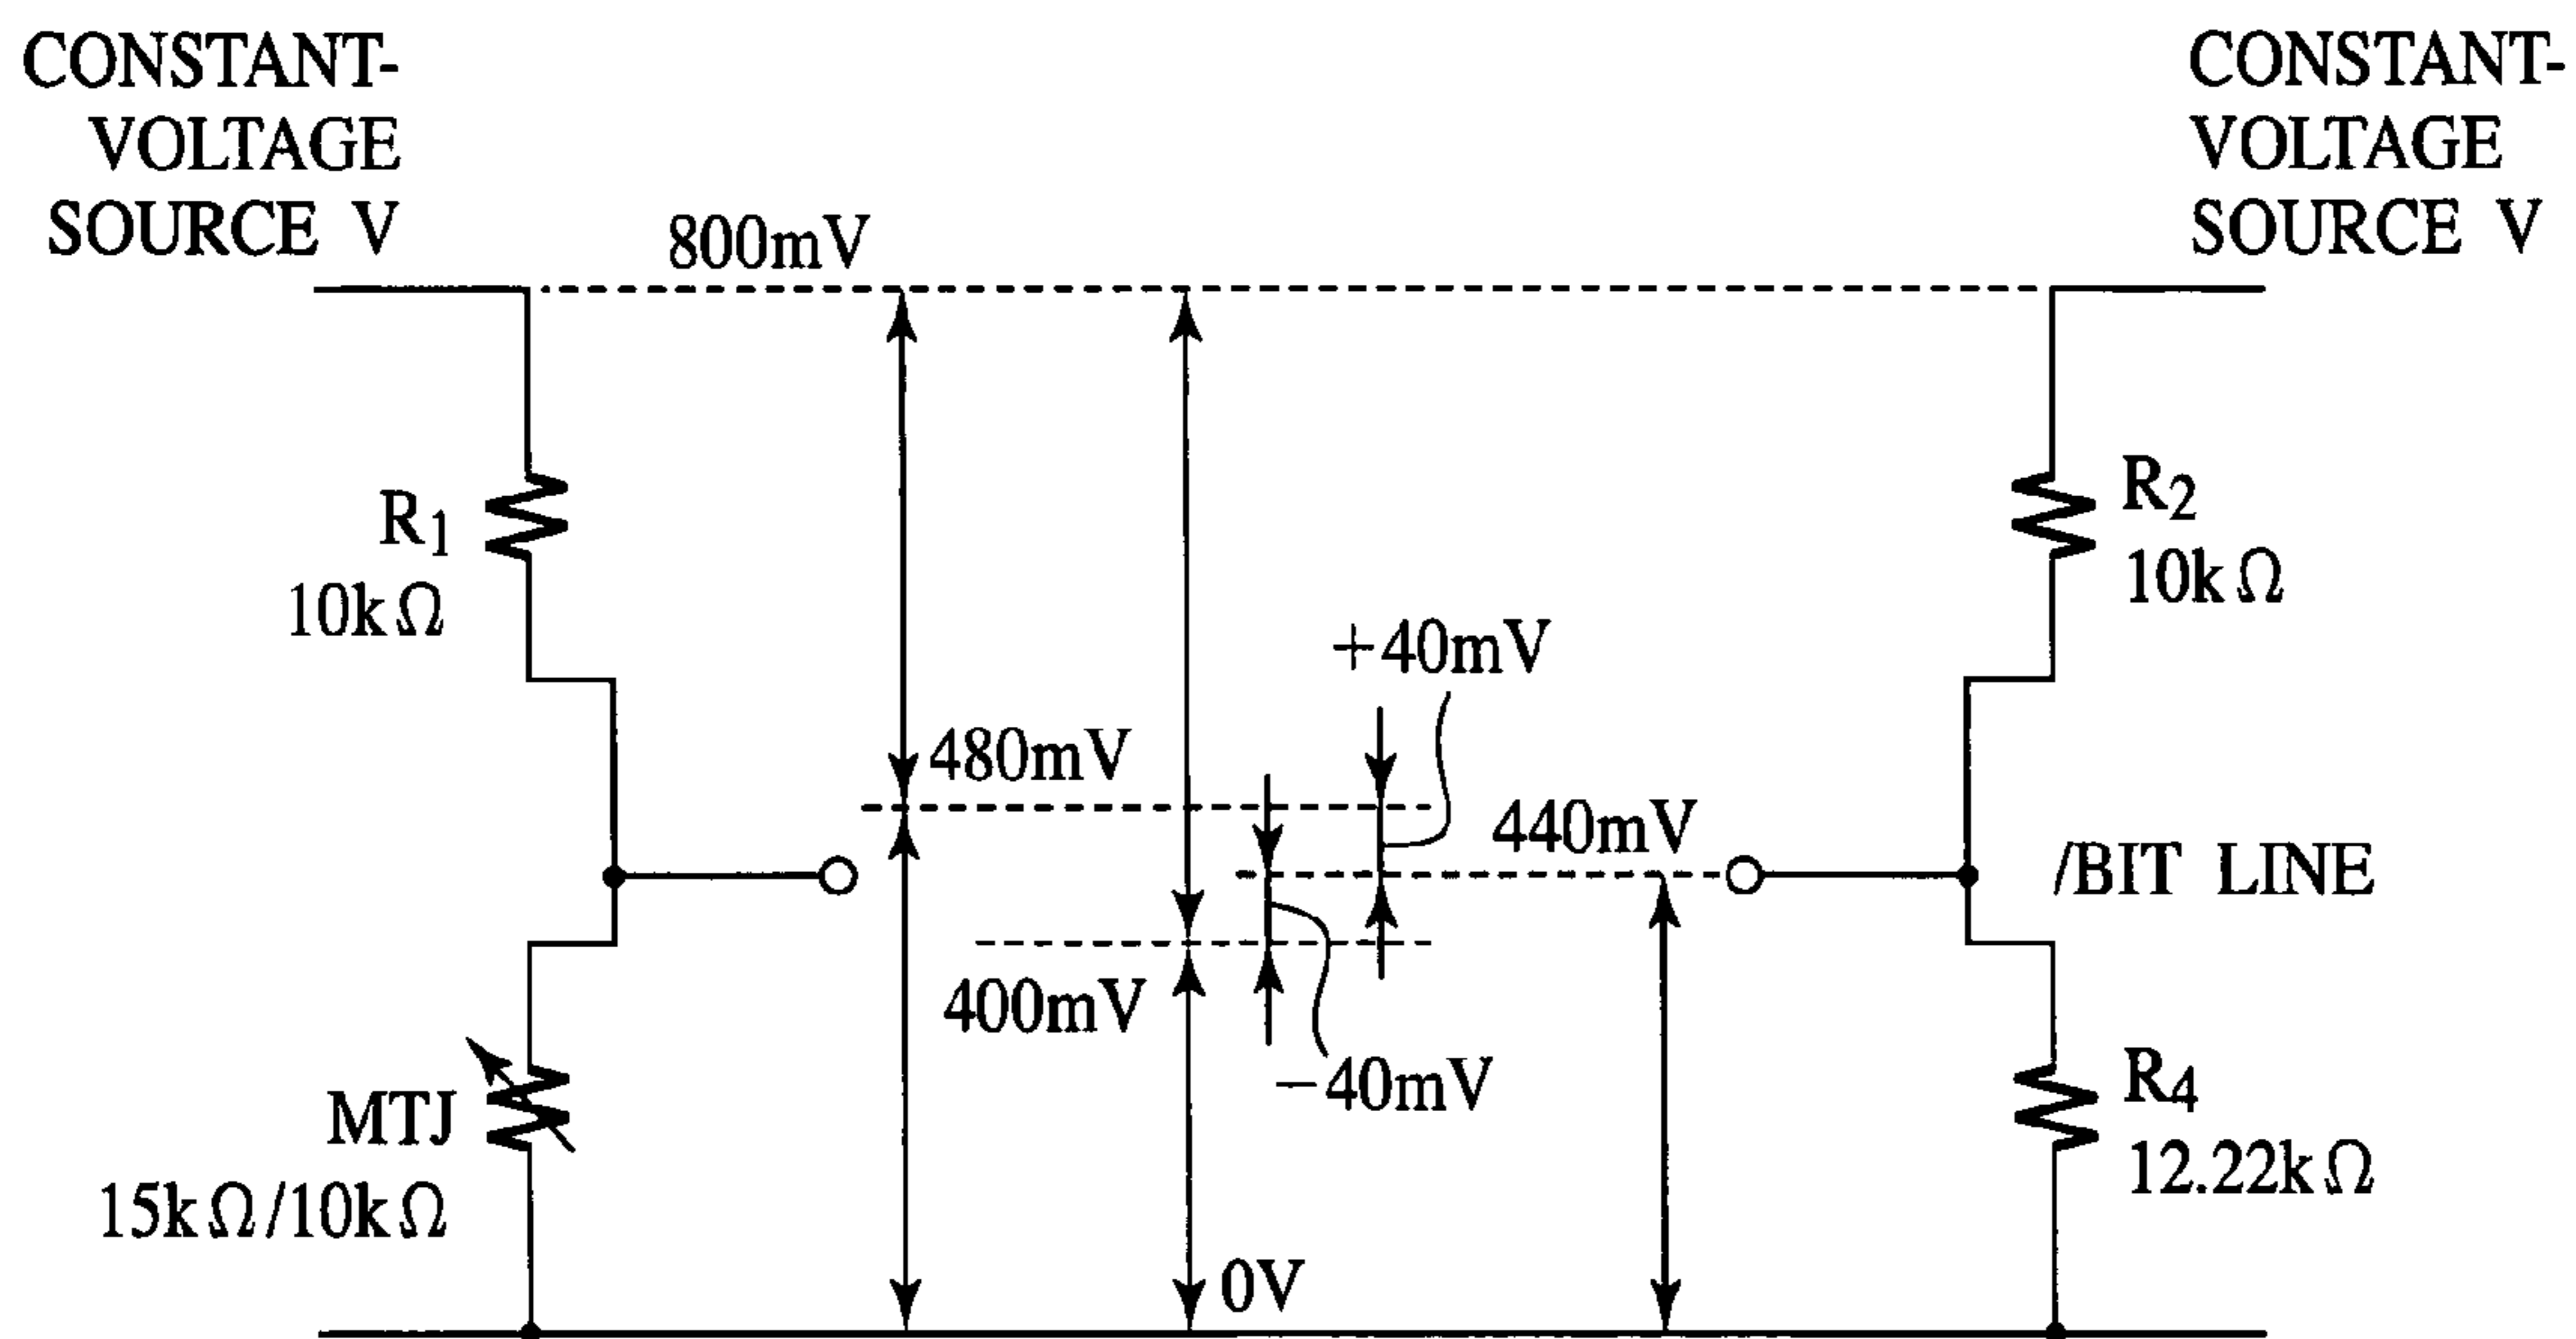 CONSTANT-
VOLTAGE
SOURCE V
CONSTANT-
VOLTAGE
SOURCE V
800mV
R1
10kΩ
R2
10kΩ
+40mV
480mV
440mV
/BIT LINE
400mV
−40mV
MTJ
15kΩ/10kΩ
R4
12.22kΩ
0V